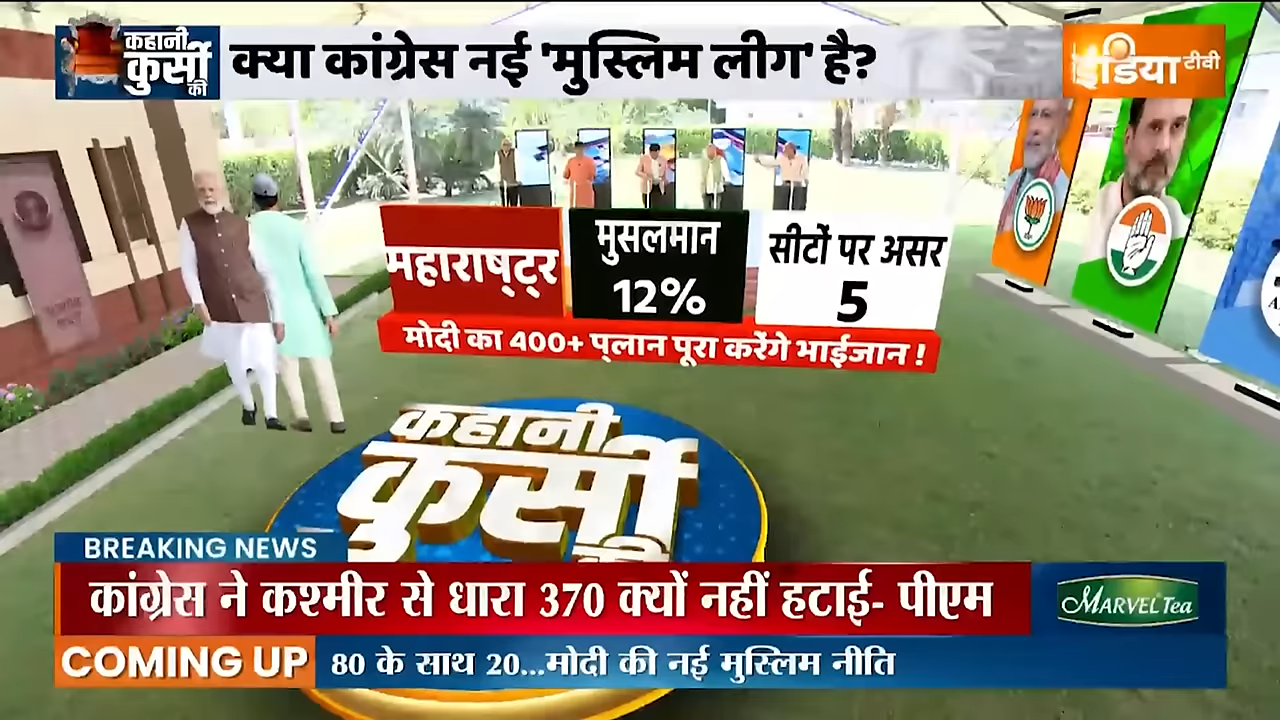 कहानी
कुर्सी
की
क्या कांग्रेस नई 'मुस्लिम लीग' है?
इंडिया टीवी
महाराष्ट्र
मुसलमान
12%
सीटों पर असर
5
मोदी का 400+ प्लान पूरा करेंगे भाईजान !
कहानी
कुर्सी
की
BREAKING NEWS
कांग्रेस ने कश्मीर से धारा 370 क्यों नहीं हटाई- पीएम
MARVEL Tea
COMING UP
80 के साथ 20...मोदी की नई मुस्लिम नीति